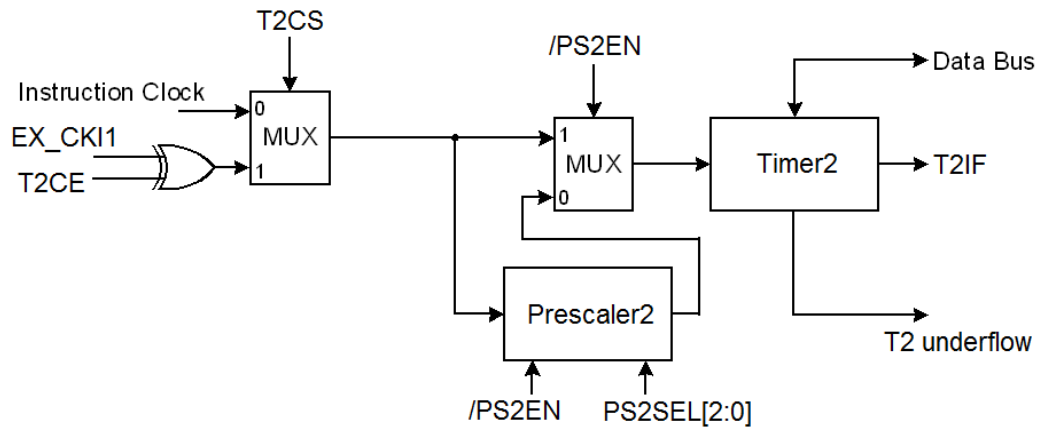 T2CS
/PS2EN
Data Bus
Instruction Clock
0
MUX
1
EX_CKI1
T2CE
1
MUX
0
Timer2
T2IF
Prescaler2
T2 underflow
/PS2EN
PS2SEL[2:0]